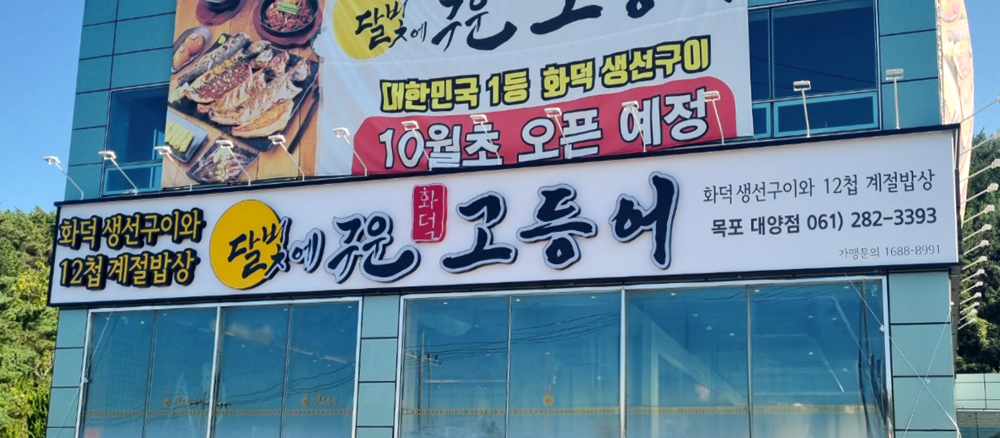 달빛에 구운 고등어
대한민국 1등 화덕 생선구이
10월초 오픈 예정
화덕 생선구이와
12첩 계절밥상
달빛에 구운 화덕 고등어
화덕 생선구이와 12첩 계절밥상
목포 대양점 061) 282-3393
가맹문의 1688-8991